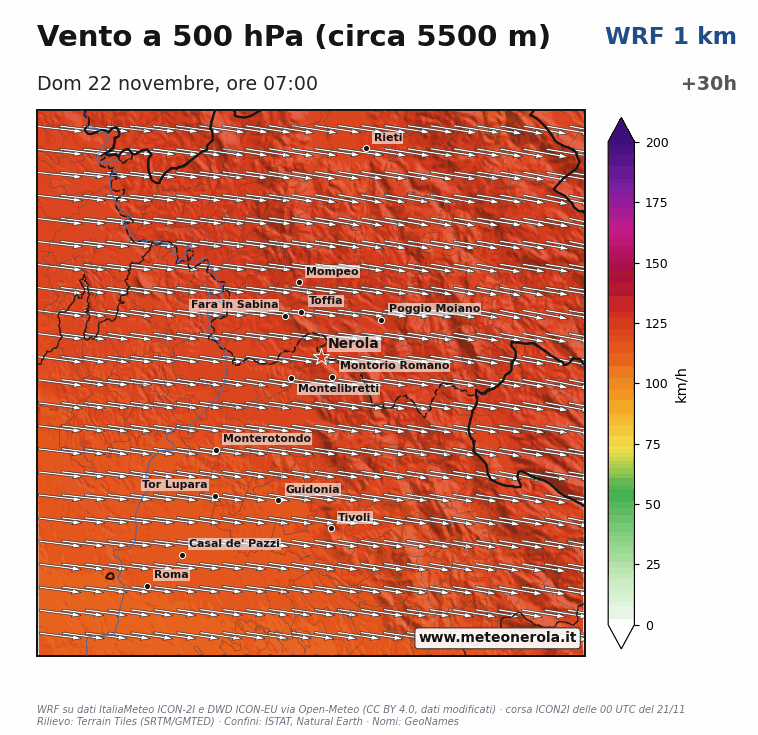 Vento a 500 hPa (circa 5500 m)
WRF 1 km
Dom 22 novembre, ore 07:00
+30h
Rieti
Mompeo
Fara in Sabina
Toffia
Poggio Moiano
Nerola
Montorio Romano
Montelibretti
Monterotondo
Tor Lupara
Guidonia
Tivoli
Casal de' Pazzi
Roma
www.meteonerola.it
200
175
150
125
100
75
50
25
0
km/h
WRF su dati ItaliaMeteo ICON-2I e DWD ICON-EU via Open-Meteo (CC BY 4.0, dati modificati) · corsa ICON2I delle 00 UTC del 21/11
Rilievo: Terrain Tiles (SRTM/GMTED) · Confini: ISTAT, Natural Earth · Nomi: GeoNames